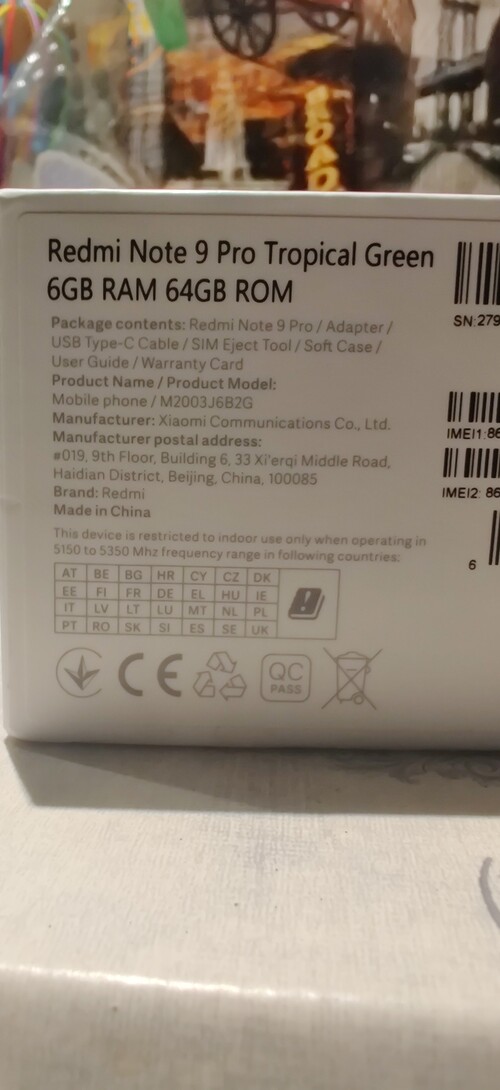 ROAD
Redmi Note 9 Pro Tropical Green
6GB RAM 64GB ROM
Package contents: Redmi Note 9 Pro / Adapter /
USB Type-C Cable / SIM Eject Tool / Soft Case /
User Guide / Warranty Card
Product Name / Product Model:
Mobile phone / M2003J6B2G
Manufacturer: Xiaomi Communications Co., Ltd.
Manufacturer postal address:
#019, 9th Floor, Building 6, 33 Xi'erqi Middle Road,
Haidian District, Beijing, China, 100085
Brand: Redmi
Made in China
This device is restricted to indoor use only when operating in
5150 to 5350 Mhz frequency range in following countries:
AT BE BG HR CY CZ DK
EE FI FR DE EL HU IE
IT LV LT LU MT NL PL
PT RO SK SI ES SE UK
CE
QC
PASS
SN:279
IMEI1:86
IMEI2: 86
6